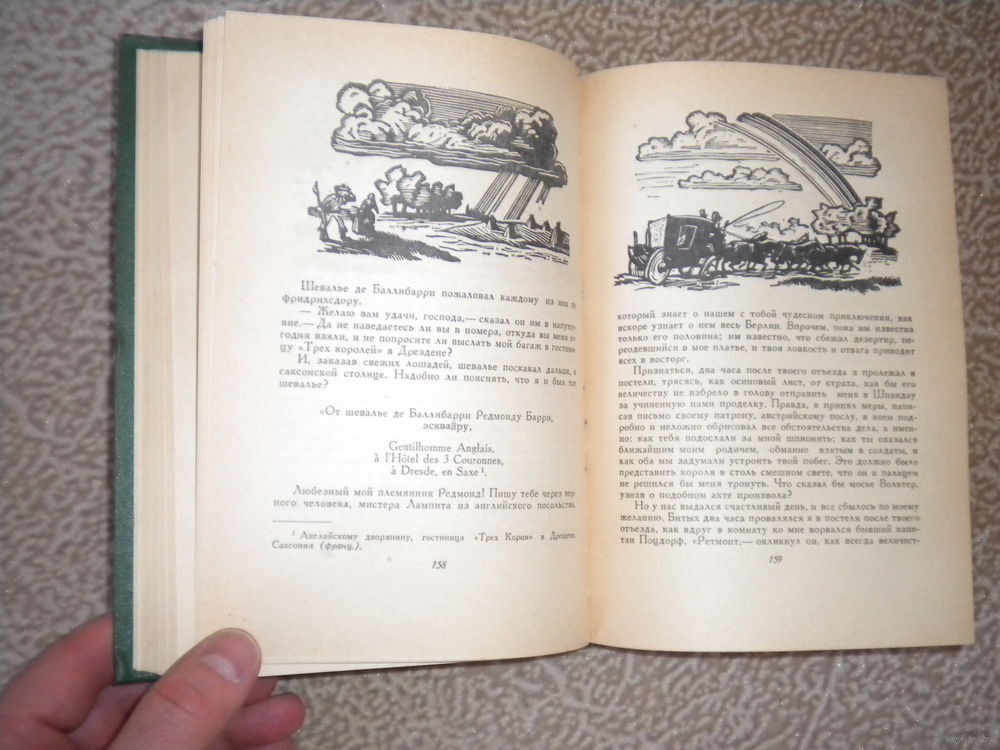 Шевалье де Баллибарри пожаловал каждому из них по
фридрихсдору.
— Желаю вам удачи, господа,— сказал он им в напутст-
вие.— Да не наведаетесь ли вы в номера, откуда вы меня се-
годня взяли, и не попросите ли выслать мой багаж в гостини-
цу «Трех королей» в Дрездене?
И, заказав свежих лошадей, шевалье поскакал дальше, к
саксонской столице. Надобно ли пояснять, что я и был тот
шевалье?
«От шевалье де Баллибарри Редмонду Барри,
эсквайру,
Gentilhomme Anglais,
à l'Hôtel des 3 Couronnes,
à Dresde, en Saxe ¹.
Любезный мой племянник Редмонд! Пишу тебе через вер-
ного человека, мистера Лампита из английского посольства,
¹ Английскому дворянину, гостиница «Трех Корон» в Дрездене,
Саксония (франц.).
158
который знает о нашем с тобой чудесном приключении, как
вскоре узнает о нем весь Берлин. Впрочем, пока им известна
только его половина; им известно, что сбежал дезертир, пе-
реодевшийся в мое платье, и твоя ловкость и отвага приводит
всех в восторг.
Признаться, два часа после твоего отъезда я пролежал в
постели, трясясь, как осиновый лист, от страха, как бы его
величеству не взбрело в голову отправить меня в Шпандау
за учиненную нами проделку. Правда, я принял меры, напи-
сав письмо своему патрону, австрийскому послу, в коем под-
робно и неложно обрисовал все обстоятельства дела, а имен-
но: как тебя подослали за мной шпионить; как ты оказался
ближайшим моим родичем, обманно взятым в солдаты, и
как оба мы задумали устроить твой побег. Это должно было
представить короля в столь смешном свете, что он и пальцем
не решился бы меня тронуть. Что сказал бы мосье Вольтер,
узнав о подобном акте произвола?
Но у нас выдался счастливый день, и все сбылось по моему
желанию. Битых два часа провалялся я в постели после твоего
отъезда, как вдруг в комнату ко мне ворвался бывший капи-
тан Поцдорф. «Ретмонт,— окликнул он, как всегда величест-
159